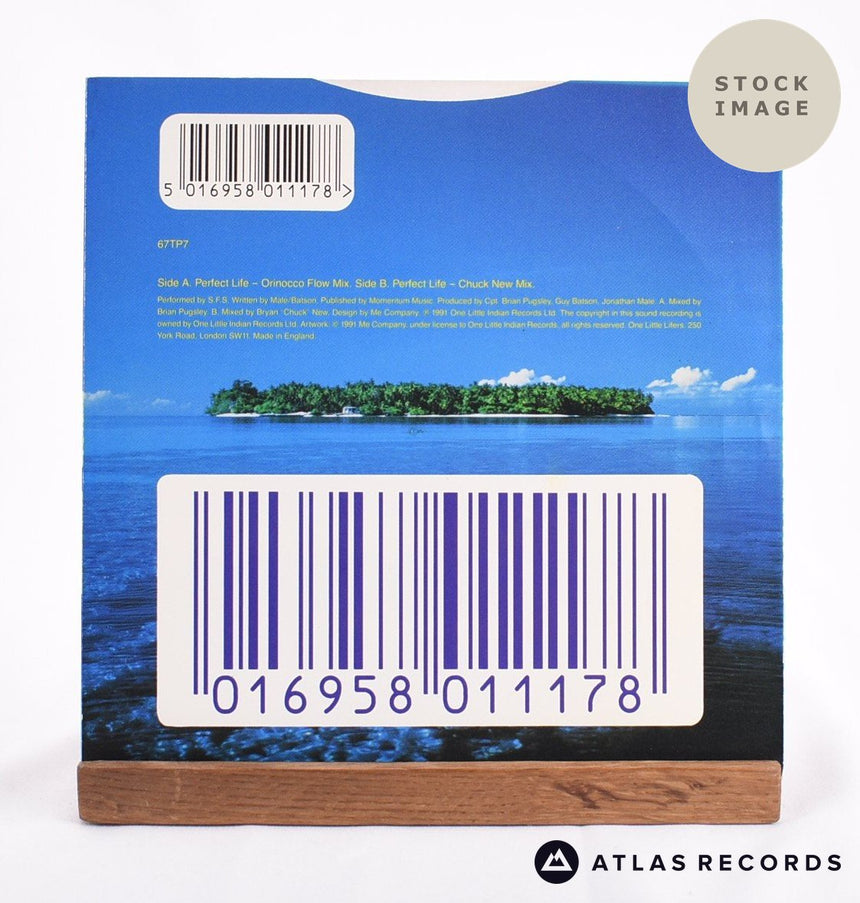 STOCK
IMAGE
5 016958 011178 >
67TP7
Side A. Perfect Life ~ Orinocco Flow Mix. Side B. Perfect Life ~ Chuck New Mix.
Performed by S.F.S. Written by Male/Batson. Published by Momentum Music. Produced by Cpt. Brian Pugsley, Guy Batson, Jonathan Male. A. Mixed by
Brian Pugsley. B. Mixed by Bryan 'Chuck' New. Design by Me Company. ℗ 1991 One Little Indian Records Ltd. The copyright in this sound recording is
owned by One Little Indian Records Ltd. Artwork. © 1991 Me Company. under license to One Little Indian Records, all rights reserved. One Little Lifers. 250
York Road, London SW11. Made in England.
016958 011178
ATLAS RECORDS